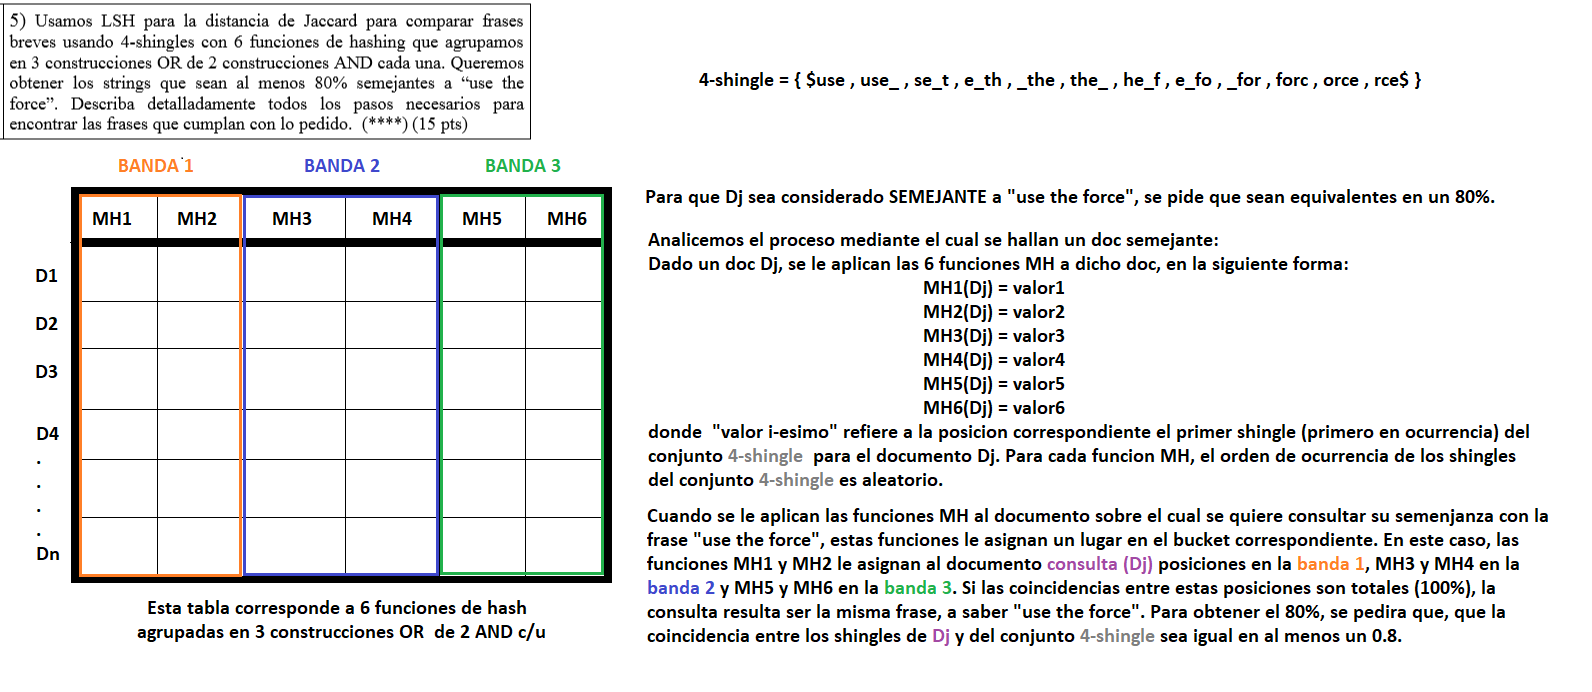 5) Usamos LSH para la distancia de Jaccard para comparar frases
breves usando 4-shingles con 6 funciones de hashing que agrupamos
en 3 construcciones OR de 2 construcciones AND cada una. Queremos
obtener los strings que sean al menos 80% semejantes a “use the
force”. Describa detalladamente todos los pasos necesarios para
encontrar las frases que cumplan con lo pedido. (****) (15 pts)
4-shingle = { $use , use_ , se_t , e_th , _the , the_ , he_f , e_fo , _for , forc , orce , rce$ }
BANDA 1 BANDA 2 BANDA 3
MH1 MH2 MH3 MH4 MH5 MH6
D1
D2
D3
D4
.
.
.
.
Dn
Esta tabla corresponde a 6 funciones de hash
agrupadas en 3 construcciones OR de 2 AND c/u
Para que Dj sea considerado SEMEJANTE a "use the force", se pide que sean equivalentes en un 80%.
Analicemos el proceso mediante el cual se hallan un doc semejante:
Dado un doc Dj, se le aplican las 6 funciones MH a dicho doc, en la siguiente forma:
MH1(Dj) = valor1
MH2(Dj) = valor2
MH3(Dj) = valor3
MH4(Dj) = valor4
MH5(Dj) = valor5
MH6(Dj) = valor6
donde "valor i-esimo" refiere a la posicion correspondiente el primer shingle (primero en ocurrencia) del
conjunto 4-shingle para el documento Dj. Para cada funcion MH, el orden de ocurrencia de los shingles
del conjunto 4-shingle es aleatorio.
Cuando se le aplican las funciones MH al documento sobre el cual se quiere consultar su semenjanza con la
frase "use the force", estas funciones le asignan un lugar en el bucket correspondiente. En este caso, las
funciones MH1 y MH2 le asignan al documento consulta (Dj) posiciones en la banda 1, MH3 y MH4 en la
banda 2 y MH5 y MH6 en la banda 3. Si las coincidencias entre estas posiciones son totales (100%), la
consulta resulta ser la misma frase, a saber "use the force". Para obtener el 80%, se pedira que, que la
coincidencia entre los shingles de Dj y del conjunto 4-shingle sea igual en al menos un 0.8.